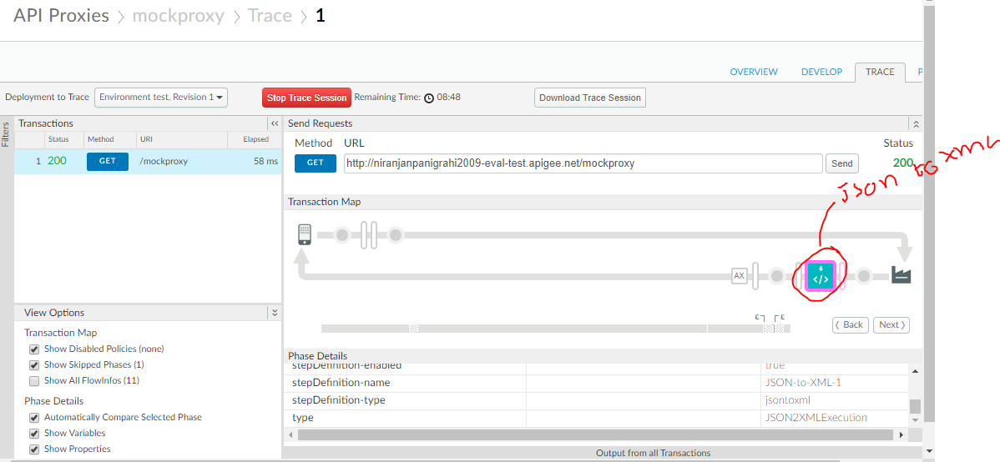 API Proxies > mockproxy > Trace > 1
OVERVIEW DEVELOP TRACE P
Deployment to Trace Environment test, Revision 1 Stop Trace Session Remaining Time: 08:48 Download Trace Session
Filters
Transactions
Status Method URI Elapsed
1 200 GET /mockproxy 58 ms
Send Requests
Method URL Status
GET http://niranjanpanigrahi2009-eval-test.apigee.net/mockproxy Send 200
json to xml
Transaction Map
AX
</>
ε ε
Back Next
View Options
Transaction Map
Show Disabled Policies (none)
Show Skipped Phases (1)
Show All FlowInfos (11)
Phase Details
Automatically Compare Selected Phase
Show Variables
Show Properties
Phase Details
stepDefinition-enabled true
stepDefinition-name JSON-to-XML-1
stepDefinition-type jsontoxml
type JSON2XMLExecution
Output from all Transactions